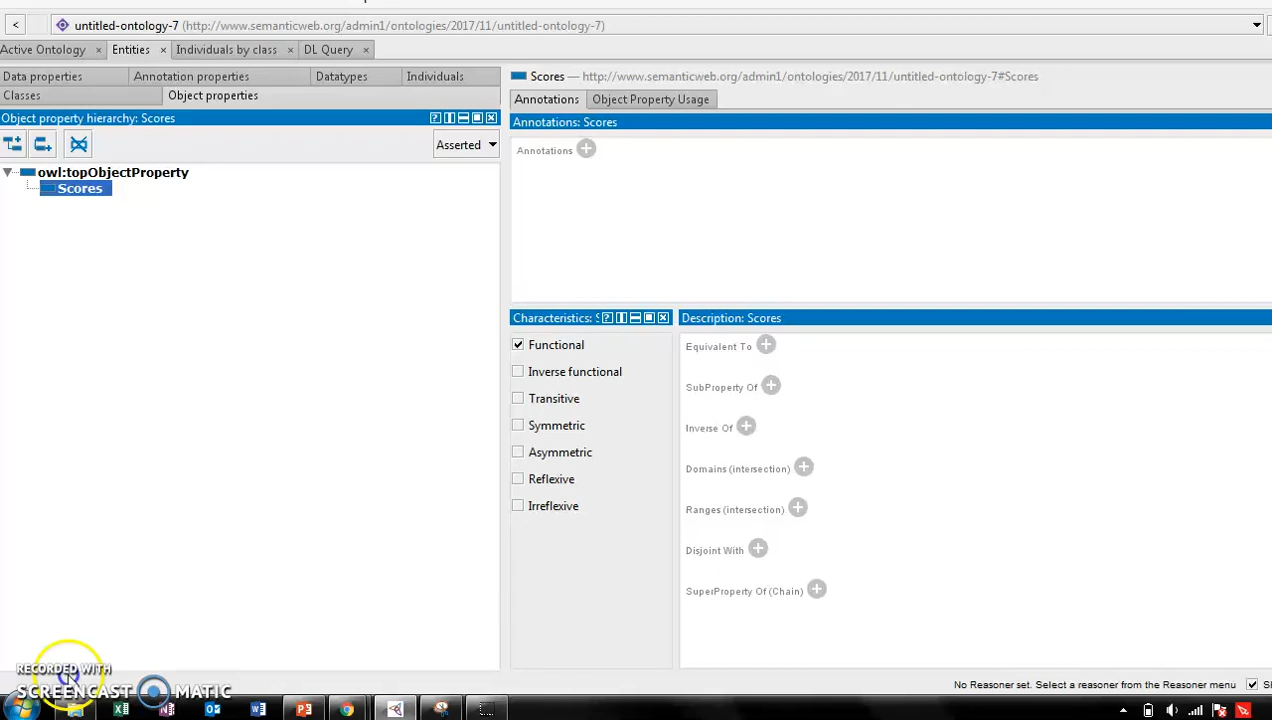 < untitled-ontology-7 (http://www.semanticweb.org/admin1/ontologies/2017/11/untitled-ontology-7)
Active Ontology × Entities × Individuals by class × DL Query ×
Data properties Annotation properties Datatypes Individuals
Classes Object properties
Object property hierarchy: Scores
Asserted
owl:topObjectProperty
Scores
Scores — http://www.semanticweb.org/admin1/ontologies/2017/11/untitled-ontology-7#Scores
Annotations Object Property Usage
Annotations: Scores
Annotations
Characteristics:
Functional
Inverse functional
Transitive
Symmetric
Asymmetric
Reflexive
Irreflexive
Description: Scores
Equivalent To
SubProperty Of
Inverse Of
Domains (intersection)
Ranges (intersection)
Disjoint With
SuperProperty Of (Chain)
No Reasoner set. Select a reasoner from the Reasoner menu
RECORDED WITH
SCREENCAST MATIC